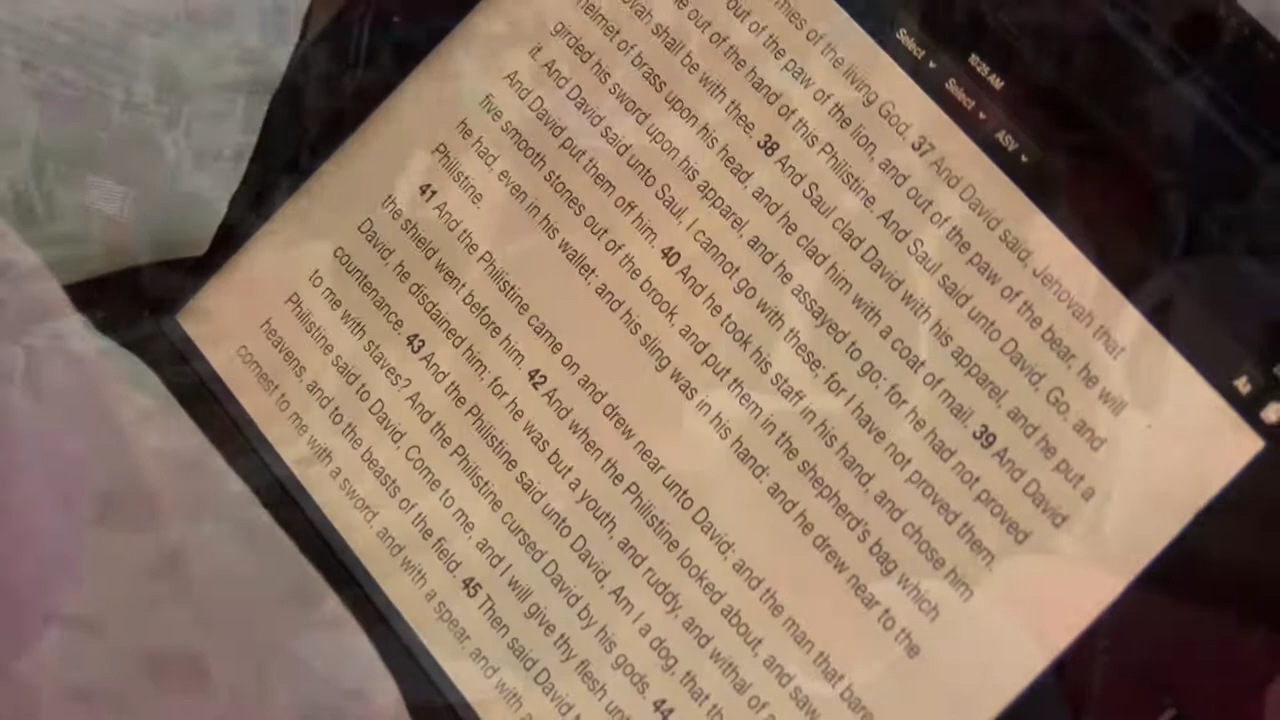 10:25 AM
Select Select ASV
Aa
of the living God. 37 And David said, Jehovah that
out of the paw of the lion, and out of the paw of the bear, he will
out of the hand of this Philistine. And Saul said unto David, Go, and
shall be with thee. 38 And Saul clad David with his apparel, and he put a
helmet of brass upon his head, and he clad him with a coat of mail. 39 And David
girded his sword upon his apparel, and he assayed to go; for he had not proved
it. And David said unto Saul, I cannot go with these; for I have not proved them.
And David put them off him. 40 And he took his staff in his hand, and chose him
five smooth stones out of the brook, and put them in the shepherd's bag which
he had, even in his wallet; and his sling was in his hand: and he drew near to the
Philistine.
41 And the Philistine came on and drew near unto David; and the man that bare
the shield went before him. 42 And when the Philistine looked about, and saw
David, he disdained him; for he was but a youth, and ruddy, and withal of a
countenance. 43 And the Philistine said unto David, Am I a dog, that
to me with staves? And the Philistine cursed David by his gods. 44
Philistine said to David, Come to me, and I will give thy flesh
heavens, and to the beasts of the field. 45 Then said David
comest to me with a sword, and with a spear, and with